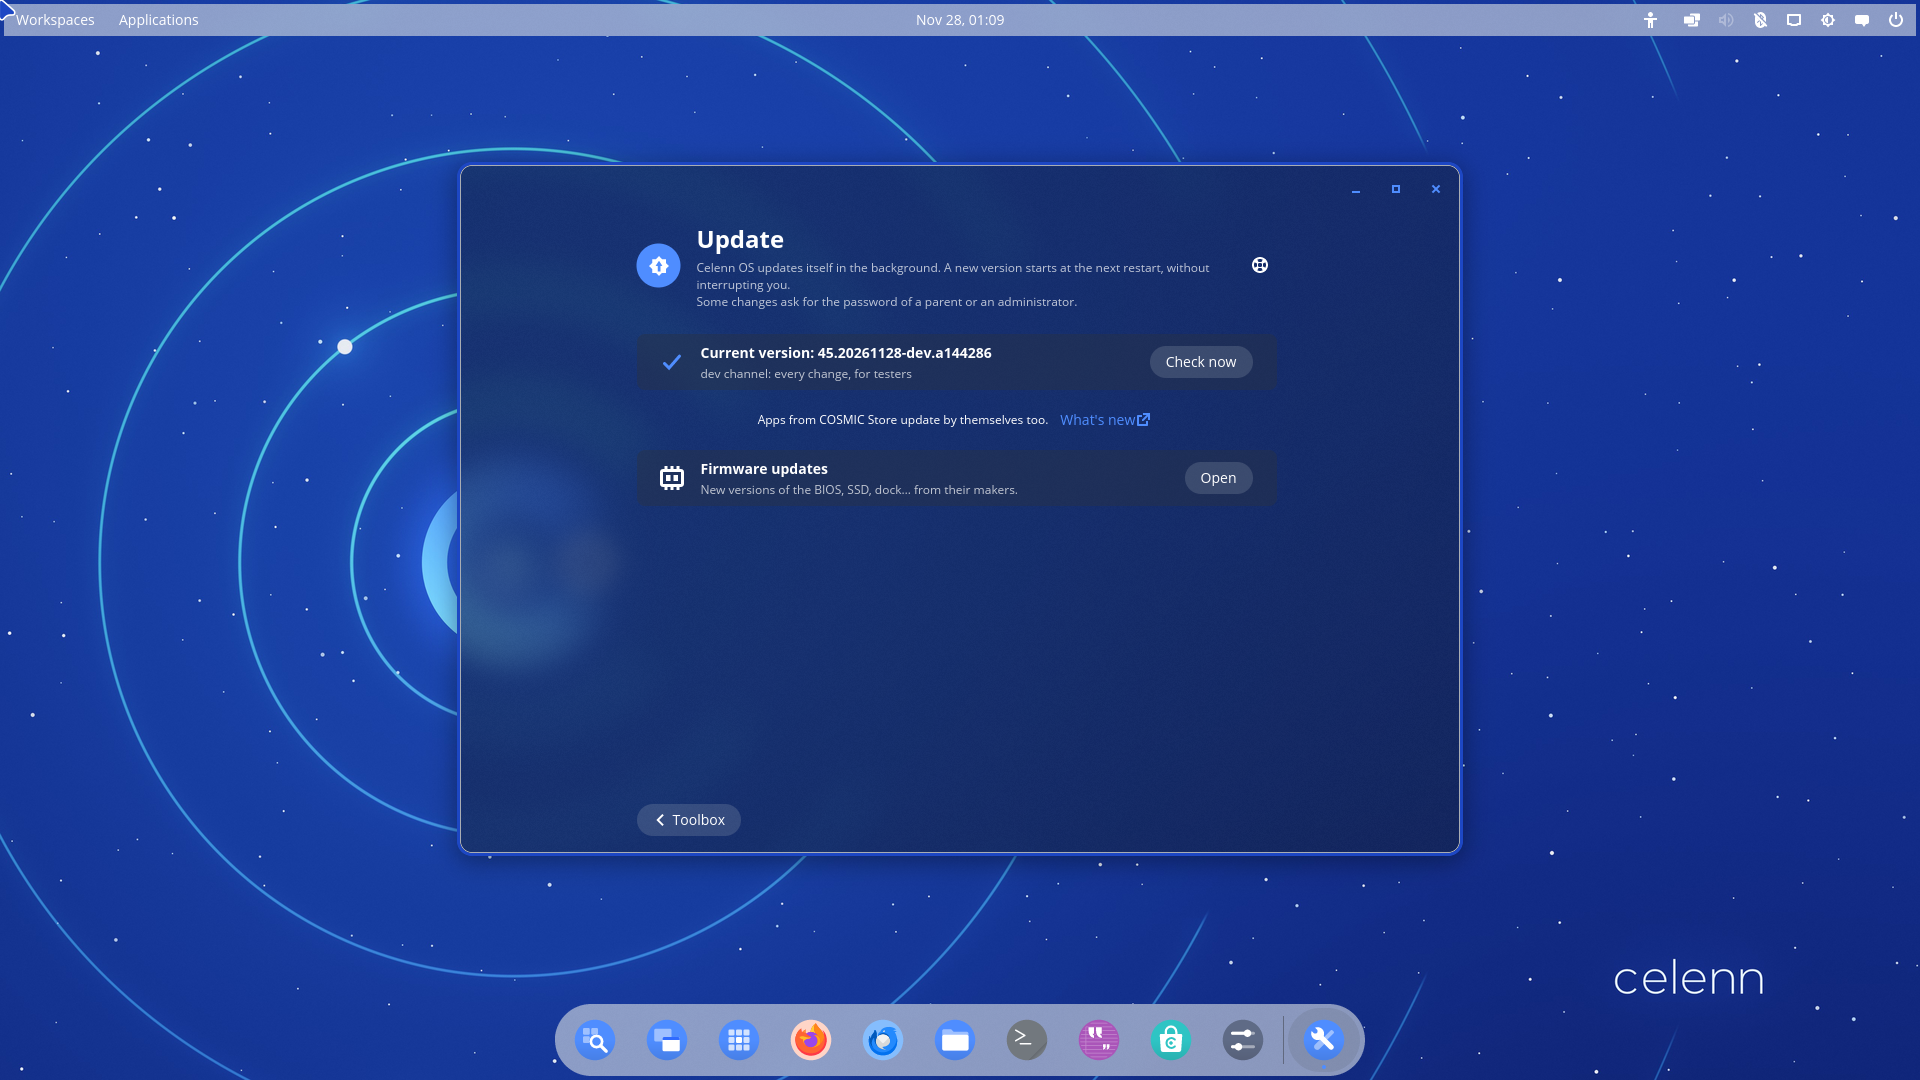 Workspaces
Applications
Nov 28, 01:09
Update
Celenn OS updates itself in the background. A new version starts at the next restart, without
interrupting you.
Some changes ask for the password of a parent or an administrator.
Current version: 45.20261128-dev.a144286
dev channel: every change, for testers
Check now
Apps from COSMIC Store update by themselves too.
What's new
Firmware updates
New versions of the BIOS, SSD, dock... from their makers.
Open
Toolbox
celenn